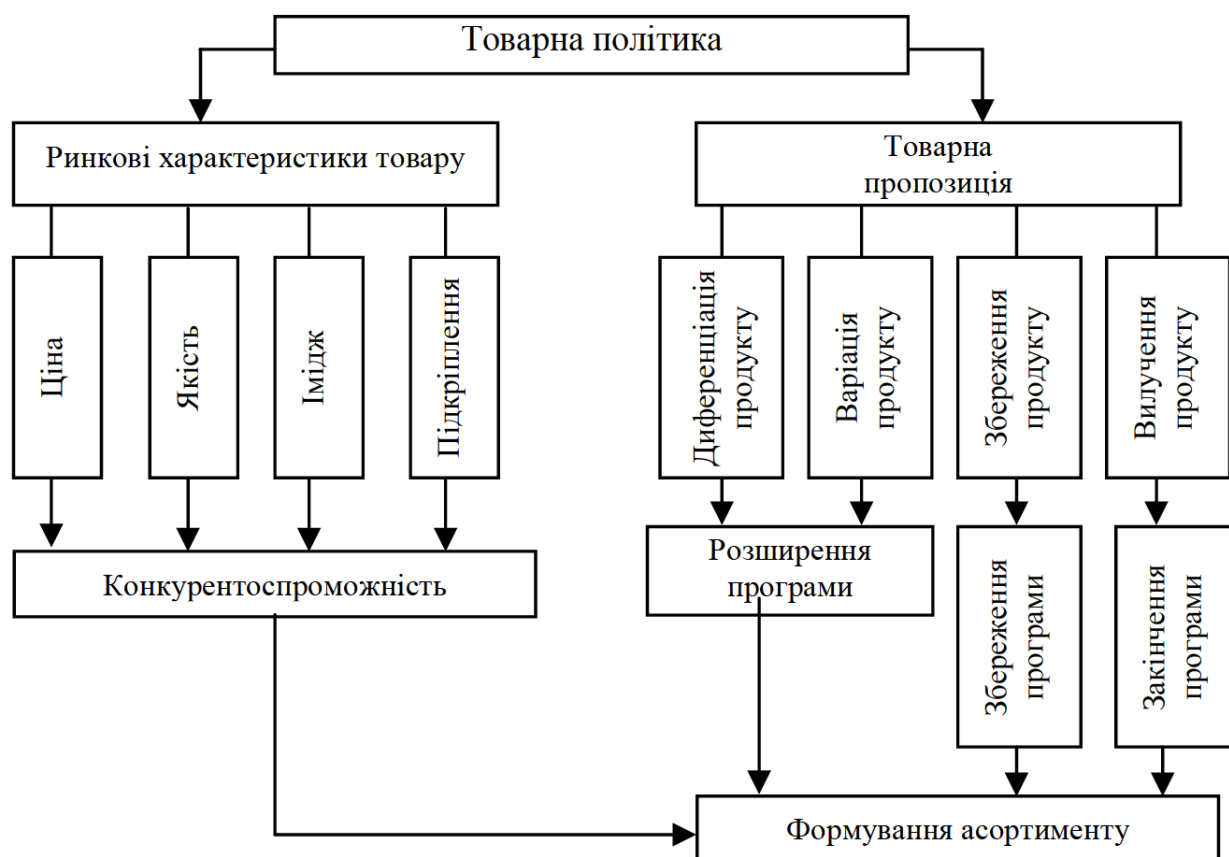 Товарна політика
Ринкові характеристики товару
Товарна
пропозиція
Ціна
Якість
Імідж
Підкріплення
Диференціація
продукту
Варіація
продукту
Збереження
продукту
Вилучення
продукту
Конкурентоспроможність
Розширення
програми
Збереження
програми
Закінчення
програми
Формування асортименту